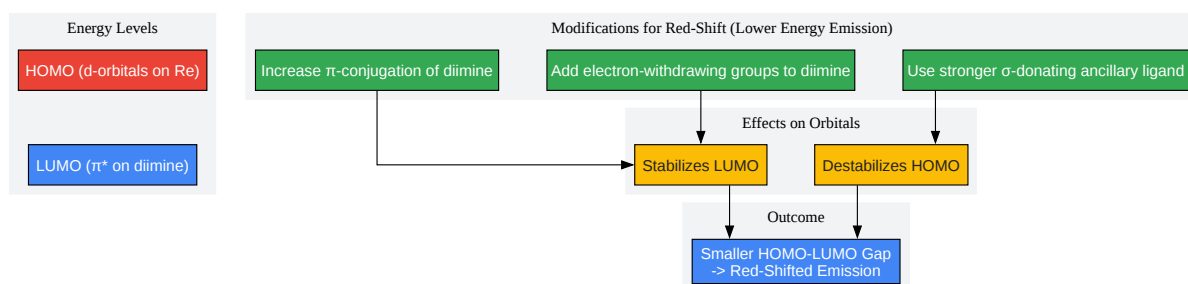 Energy Levels
HOMO (d-orbitals on Re)
LUMO (π* on diimine)
Modifications for Red-Shift (Lower Energy Emission)
Increase π-conjugation of diimine
Add electron-withdrawing groups to diimine
Use stronger σ-donating ancillary ligand
Effects on Orbitals
Stabilizes LUMO
Destabilizes HOMO
Outcome
Smaller HOMO-LUMO Gap
-> Red-Shifted Emission